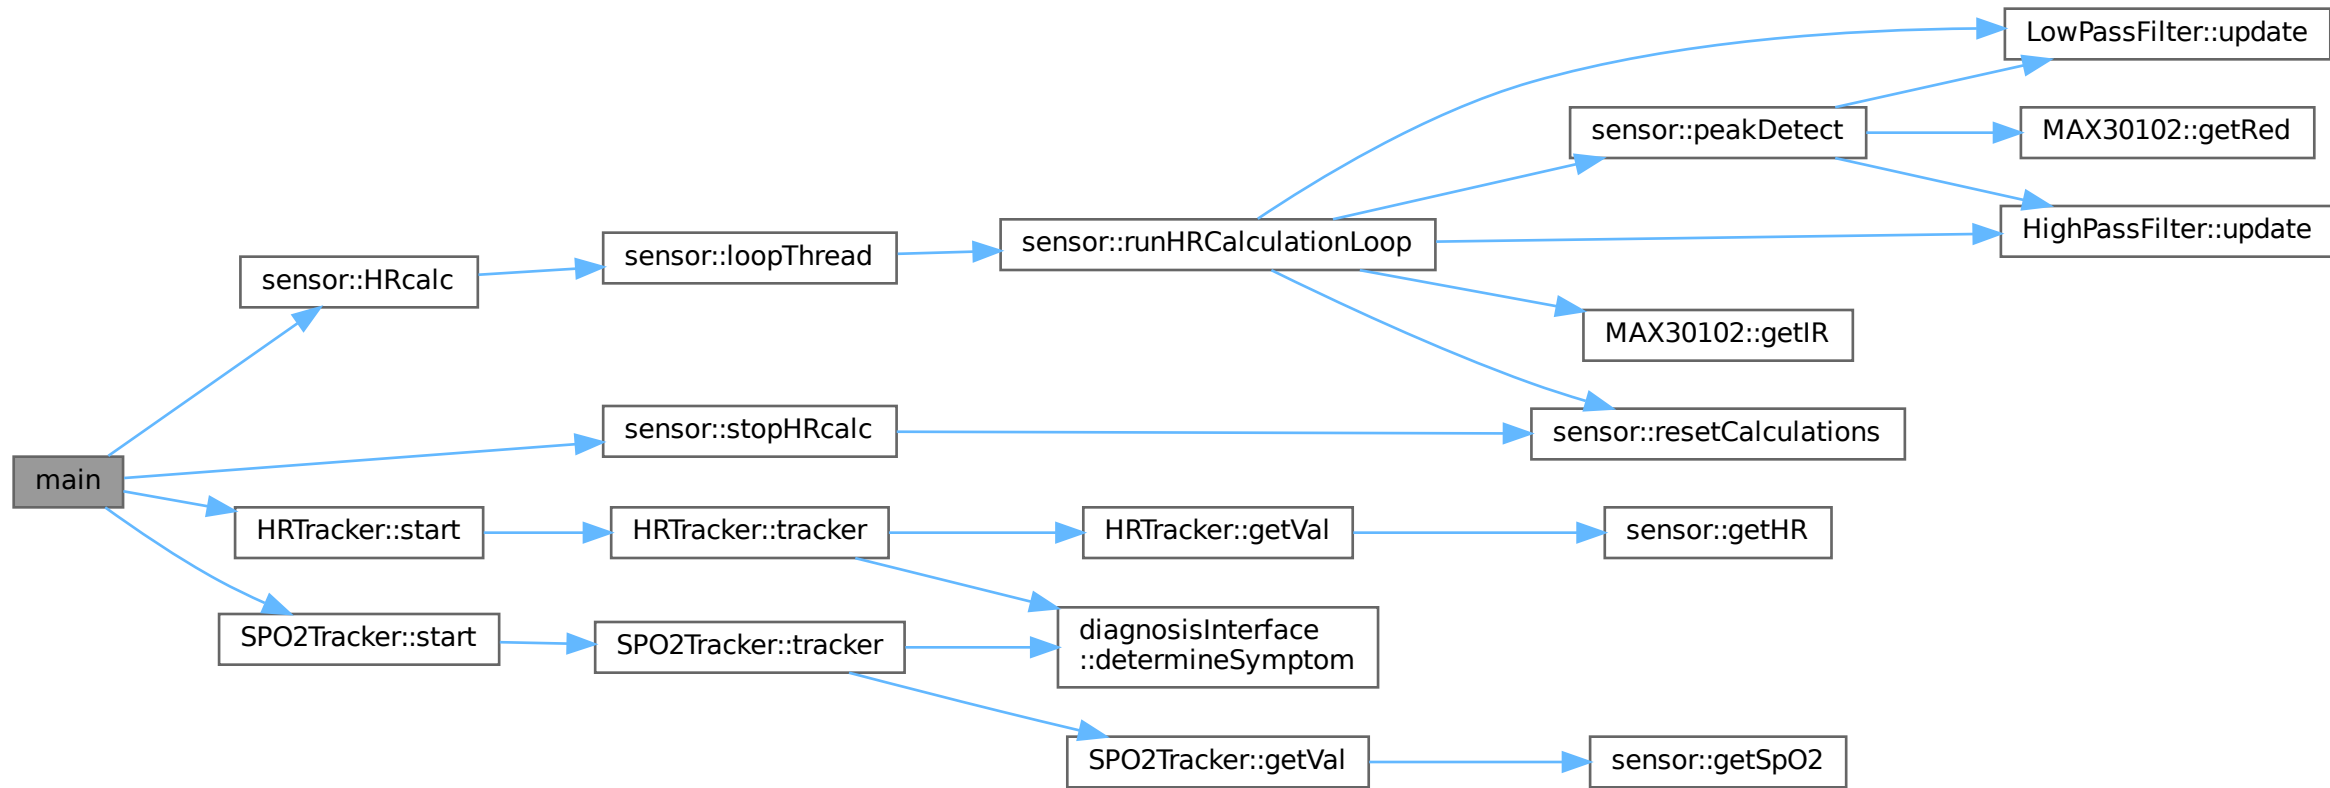 main
sensor::HRcalc
sensor::stopHRcalc
HRTracker::start
SPO2Tracker::start
sensor::loopThread
HRTracker::tracker
SPO2Tracker::tracker
sensor::runHRCalculationLoop
HRTracker::getVal
diagnosisInterface
::determineSymptom
SPO2Tracker::getVal
sensor::peakDetect
MAX30102::getIR
sensor::resetCalculations
sensor::getHR
sensor::getSpO2
LowPassFilter::update
MAX30102::getRed
HighPassFilter::update